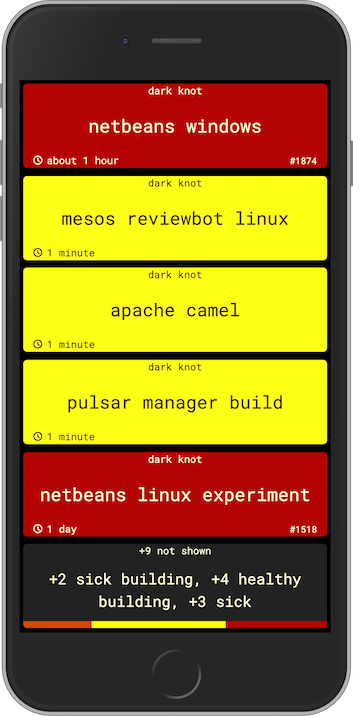 dark knot
netbeans windows
about 1 hour #1874
dark knot
mesos reviewbot linux
1 minute
dark knot
apache camel
1 minute
dark knot
pulsar manager build
1 minute
dark knot
netbeans linux experiment
1 day #1518
+9 not shown
+2 sick building, +4 healthy
building, +3 sick